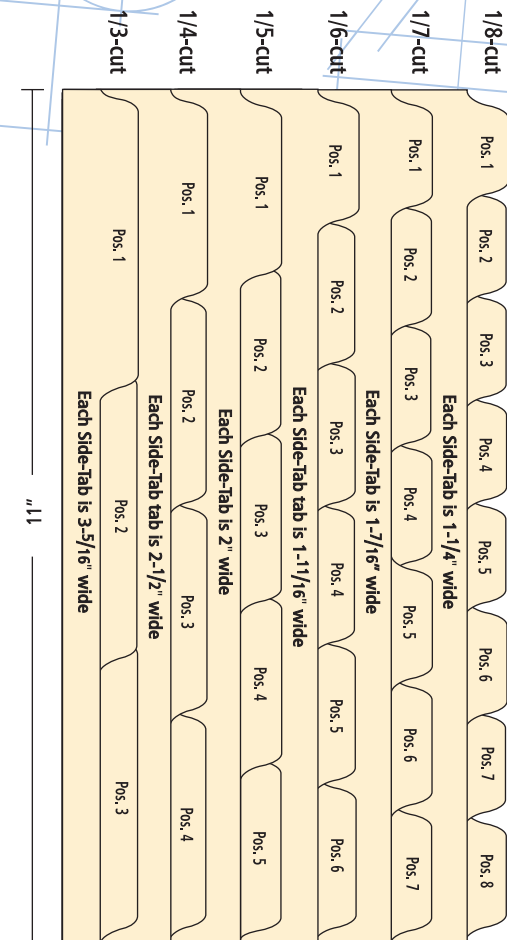 1/8-cut Pos. 1 Pos. 2 Pos. 3 Pos. 4 Pos. 5 Pos. 6 Pos. 7 Pos. 8
Each Side-Tab is 1-1/4" wide
1/7-cut Pos. 1 Pos. 2 Pos. 3 Pos. 4 Pos. 5 Pos. 6 Pos. 7
Each Side-Tab is 1-7/16” wide
1/6-cut Pos. 1 Pos. 2 Pos. 3 Pos. 4 Pos. 5 Pos. 6
Each Side-Tab tab is 1-11/16" wide
1/5-cut Pos. 1 Pos. 2 Pos. 3 Pos. 4 Pos. 5
Each Side-Tab is 2" wide
1/4-cut Pos. 1 Pos. 2 Pos. 3 Pos. 4
Each Side-Tab tab is 2-1/2" wide
1/3-cut Pos. 1 Pos. 2 Pos. 3
Each Side-Tab is 3-5/16" wide
11"